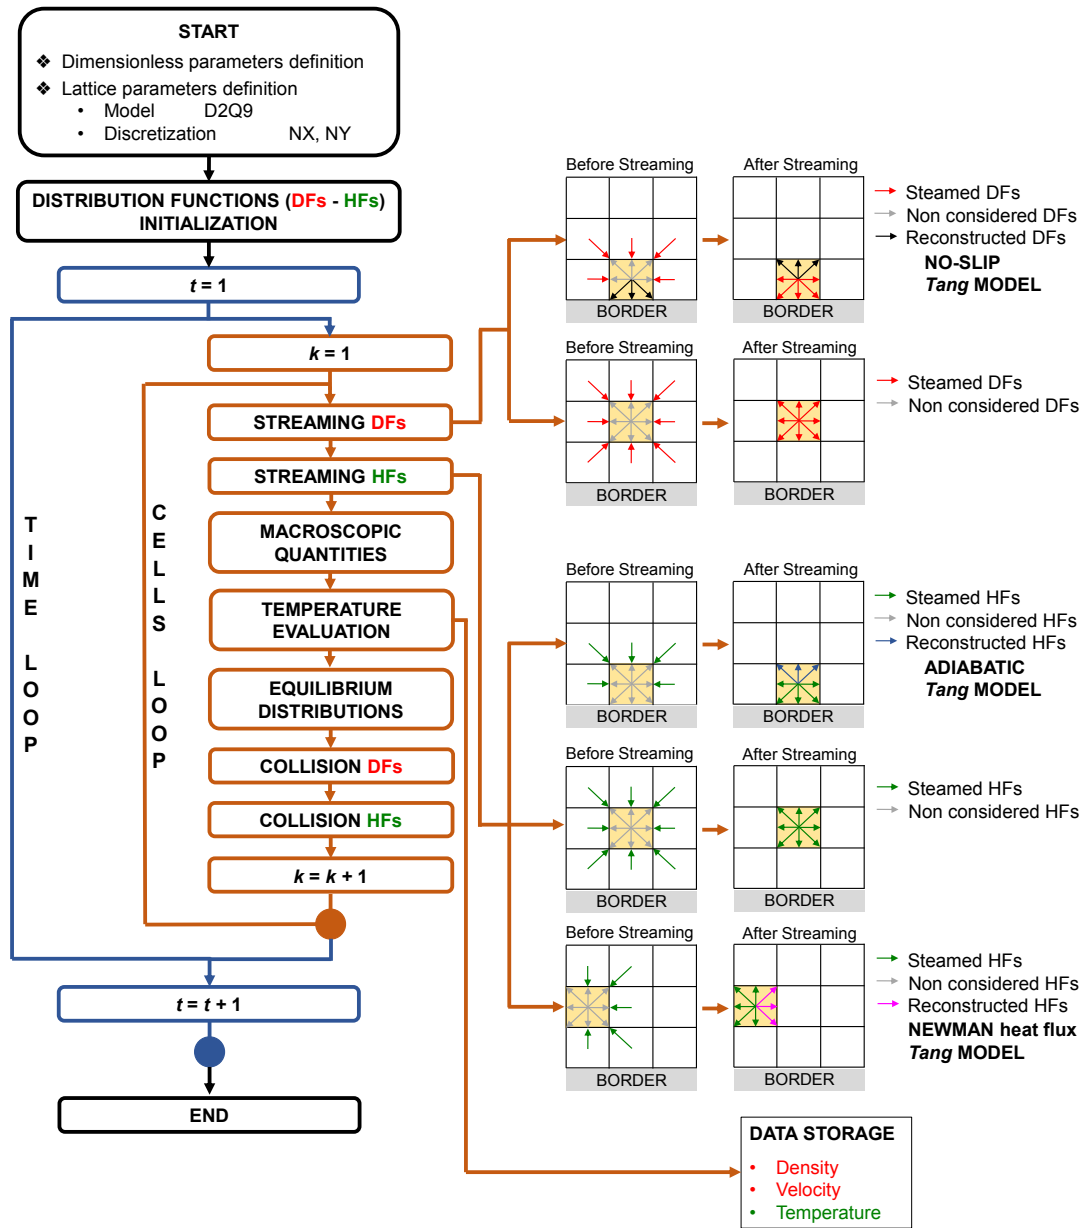 START
❖ Dimensionless parameters definition
❖ Lattice parameters definition
• Model D2Q9
• Discretization NX, NY
DISTRIBUTION FUNCTIONS (DFs - HFs)
INITIALIZATION
t = 1
k = 1
STREAMING DFs
STREAMING HFs
MACROSCOPIC
QUANTITIES
TEMPERATURE
EVALUATION
EQUILIBRIUM
DISTRIBUTIONS
COLLISION DFs
COLLISION HFs
k = k + 1
t = t + 1
END
TIME LOOP
CELLS LOOP
Before Streaming
After Streaming
BORDER
BORDER
Steamed DFs
Non considered DFs
Reconstructed DFs
NO-SLIP
Tang MODEL
Before Streaming
After Streaming
BORDER
BORDER
Steamed DFs
Non considered DFs
Before Streaming
After Streaming
BORDER
BORDER
Steamed HFs
Non considered HFs
Reconstructed HFs
ADIABATIC
Tang MODEL
Before Streaming
After Streaming
BORDER
BORDER
Steamed HFs
Non considered HFs
Before Streaming
After Streaming
BORDER
BORDER
Steamed HFs
Non considered HFs
Reconstructed HFs
NEWMAN heat flux
Tang MODEL
DATA STORAGE
• Density
• Velocity
• Temperature